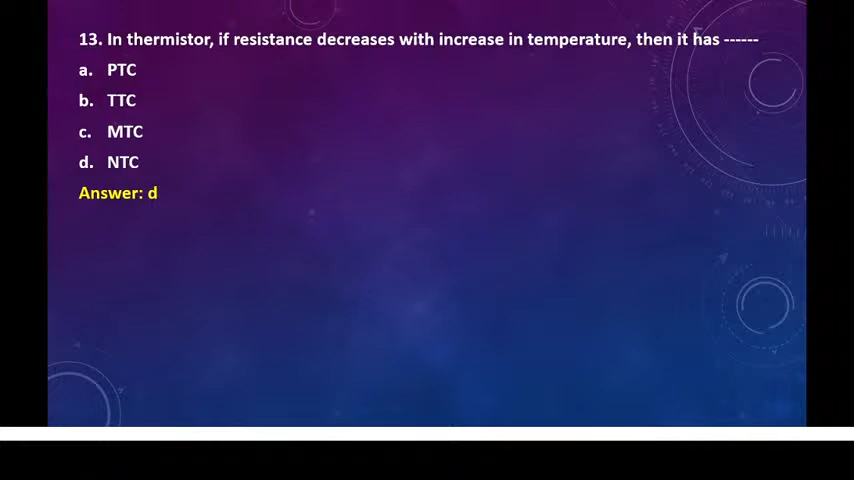 13. In thermistor, if resistance decreases with increase in temperature, then it has ------
a. PTC
b. TTC
c. MTC
d. NTC
Answer: d